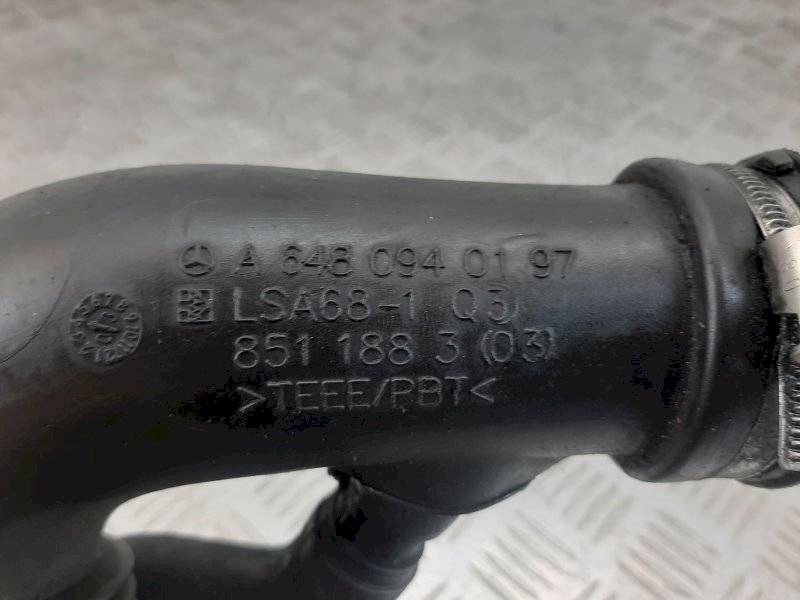 A 648 094 01 97
LSA68-1 Q3
851 188 3 (03)
>TEEE/PBT<